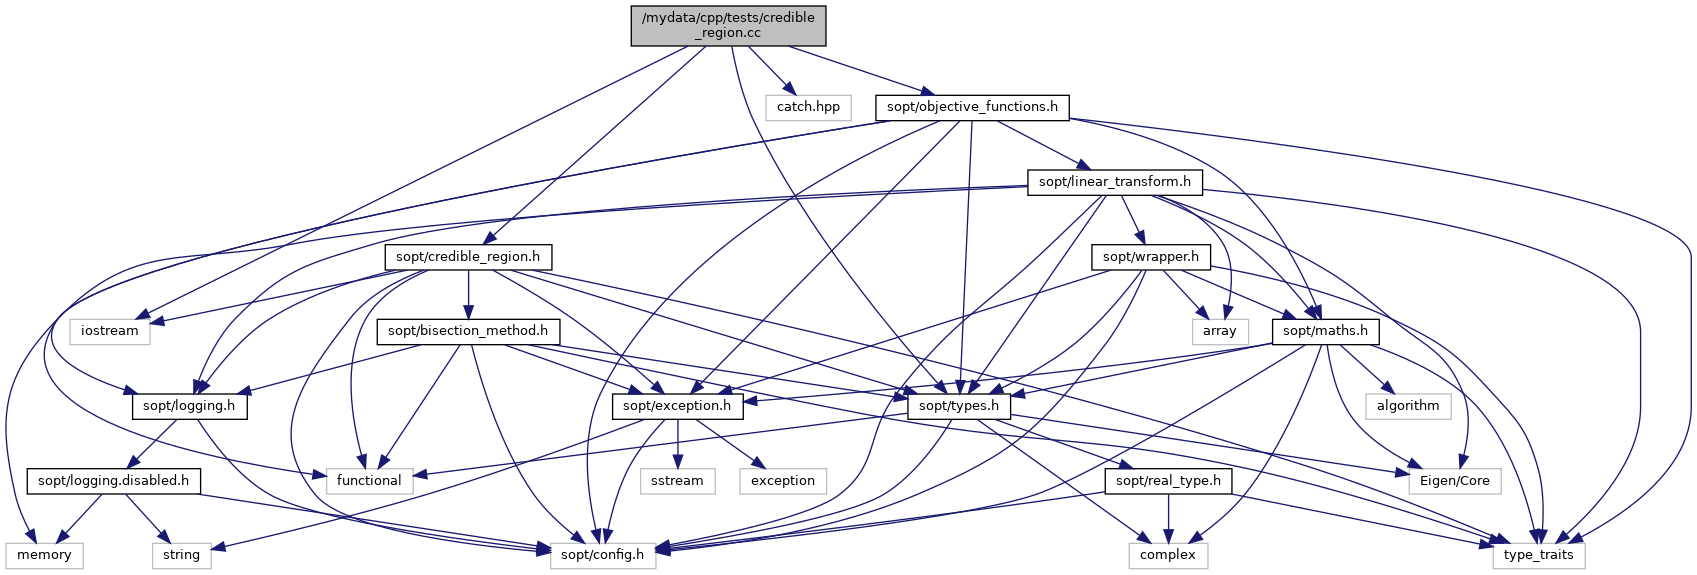 /mydata/cpp/tests/credible
_region.cc
catch.hpp
sopt/objective_functions.h
sopt/linear_transform.h
sopt/credible_region.h
sopt/wrapper.h
iostream
sopt/bisection_method.h
array
sopt/maths.h
sopt/logging.h
sopt/exception.h
sopt/types.h
algorithm
sopt/logging.disabled.h
functional
sstream
exception
sopt/real_type.h
Eigen/Core
memory
string
sopt/config.h
complex
type_traits